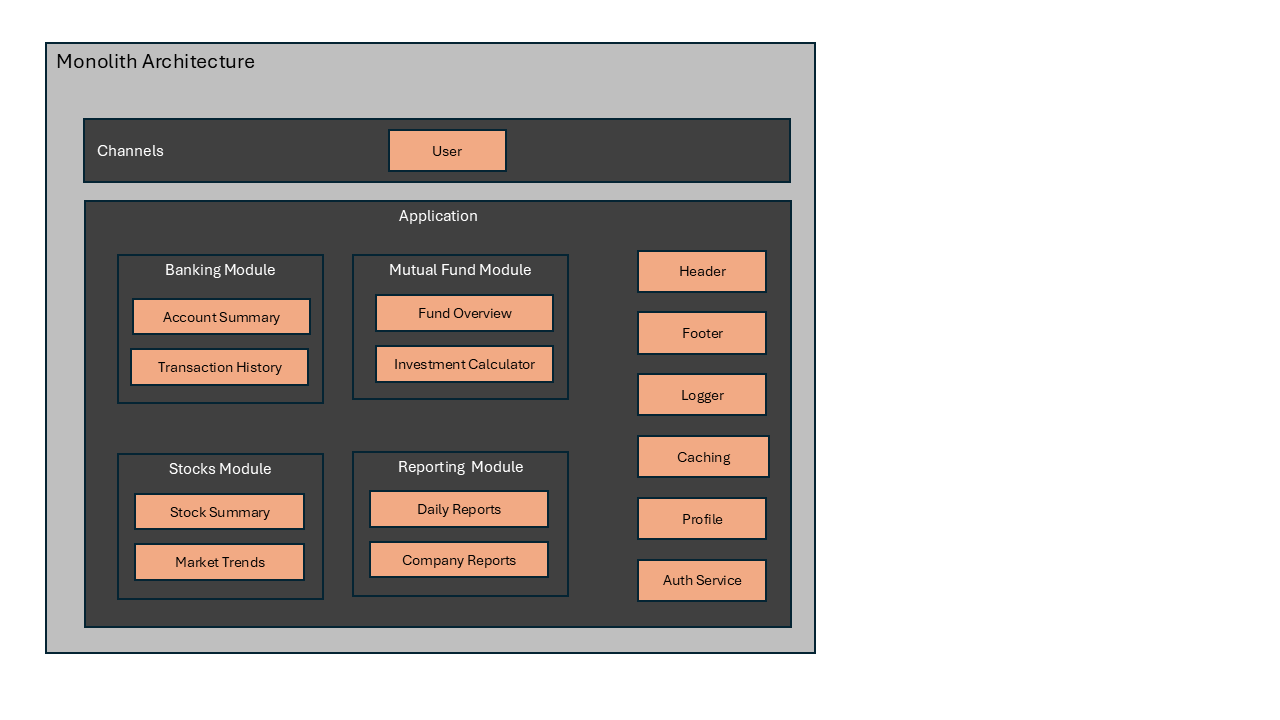 Monolith Architecture
Channels
User
Application
Banking Module
Account Summary
Transaction History
Mutual Fund Module
Fund Overview
Investment Calculator
Stocks Module
Stock Summary
Market Trends
Reporting  Module
Daily Reports
Company Reports
Header
Footer
Logger
Caching
Profile
Auth Service